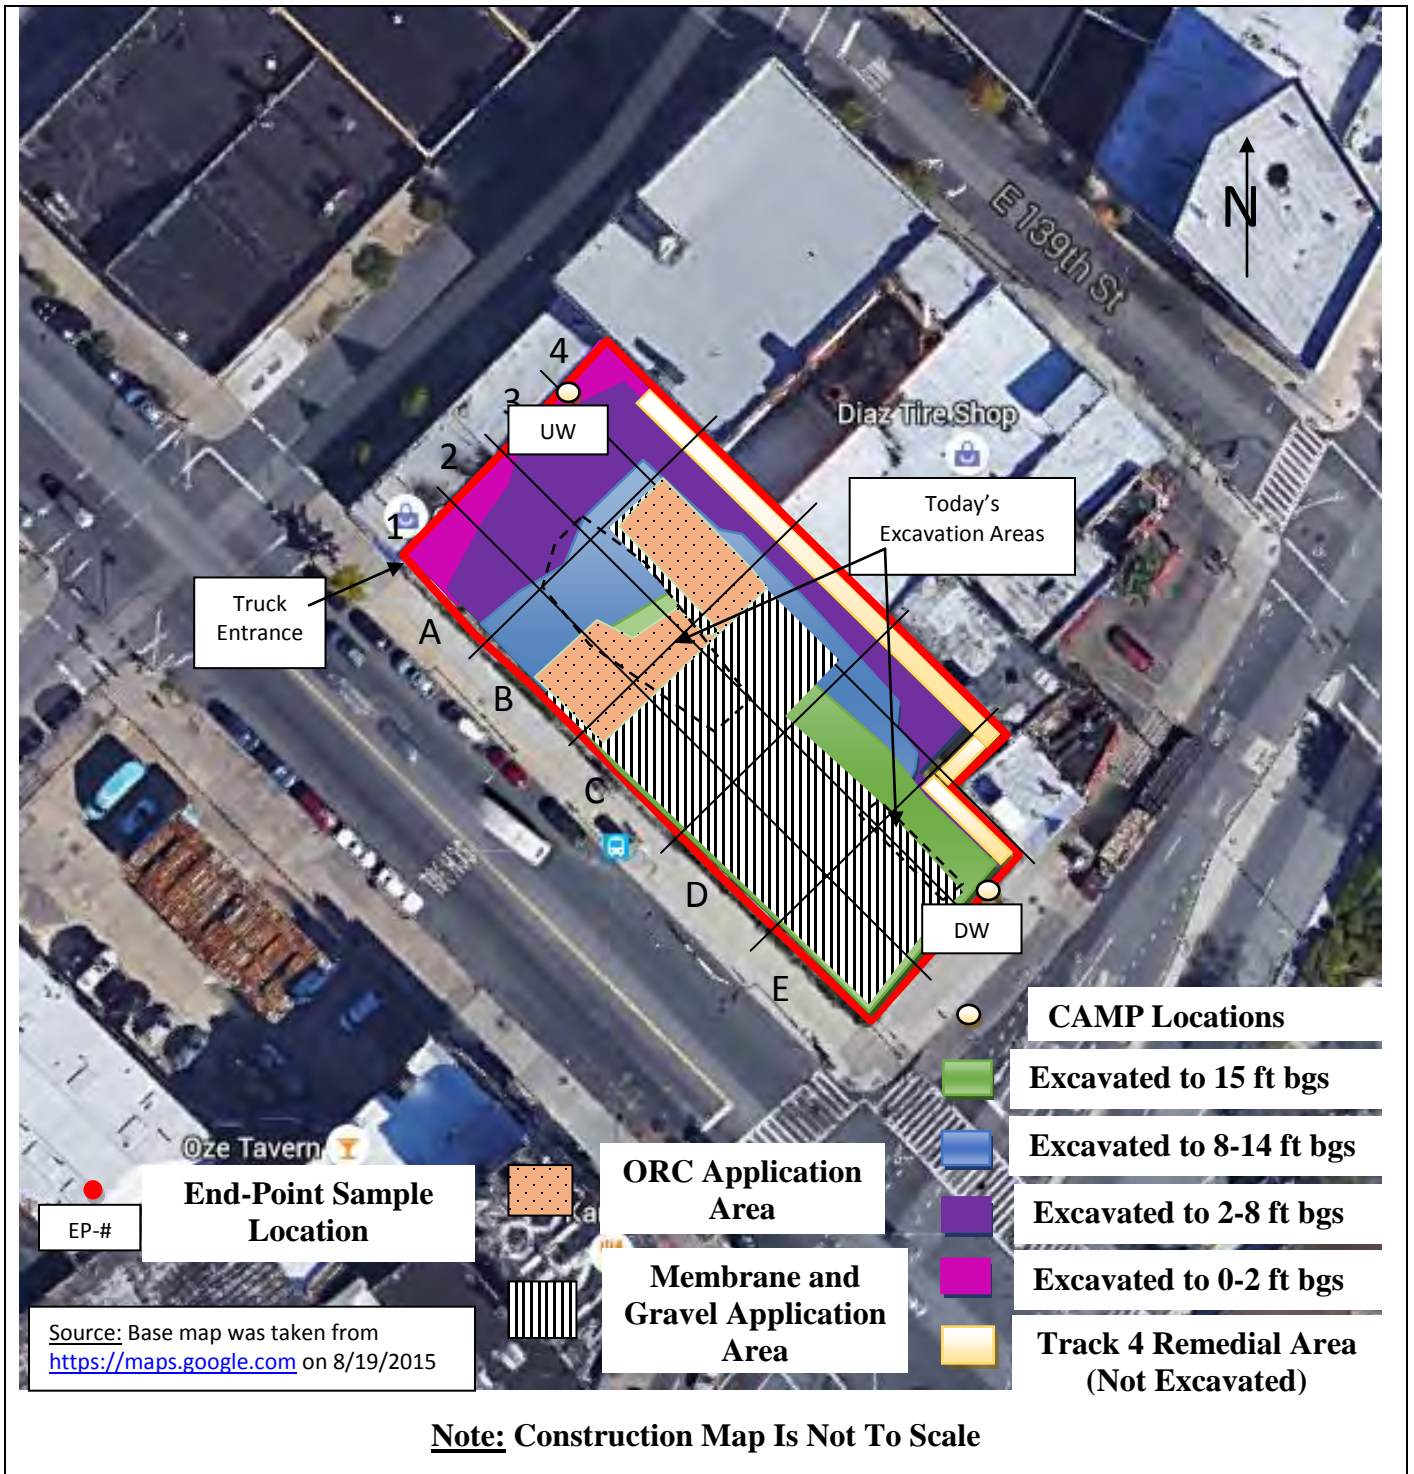 N
E 139th St
4
3
UW
Diaz Tire Shop
2
Today's
Excavation Areas
1
Truck
Entrance
A
B
C
D
DW
E
CAMP Locations
Excavated to 15 ft bgs
Oze Tavern
ORC Application
Area
Excavated to 8-14 ft bgs
End-Point Sample
Location
EP-#
Excavated to 2-8 ft bgs
Membrane and
Gravel Application
Area
Excavated to 0-2 ft bgs
Source: Base map was taken from
https://maps.google.com on 8/19/2015
Track 4 Remedial Area
(Not Excavated)
Note: Construction Map Is Not To Scale